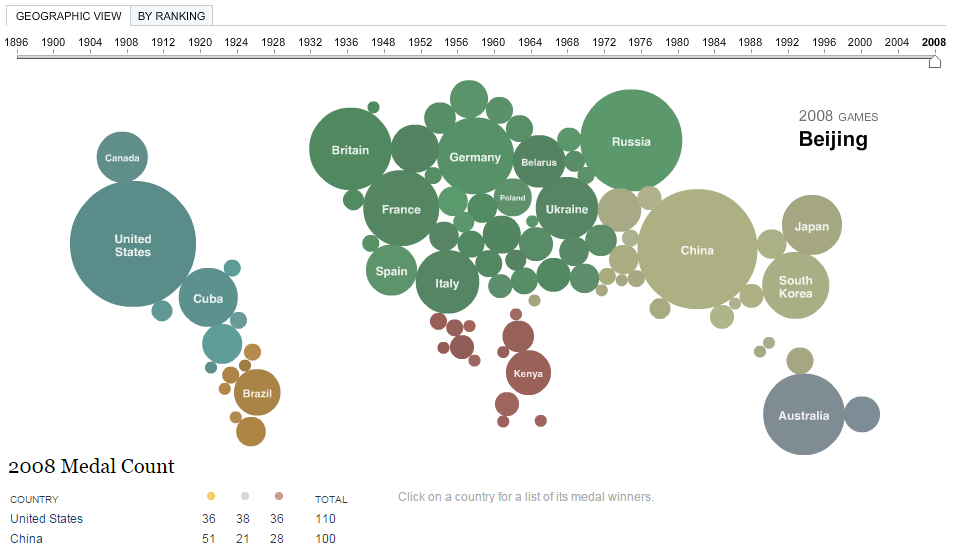 GEOGRAPHIC VIEW BY RANKING
1896 1900 1904 1908 1912 1920 1924 1928 1932 1936 1948 1952 1956 1960 1964 1968 1972 1976 1980 1984 1988 1992 1996 2000 2004 2008
2008 GAMES
Beijing
Canada
United
States
Cuba
Brazil
Britain
Germany
Belarus
Russia
France
Poland
Ukraine
Spain
Italy
Kenya
China
Japan
South
Korea
Australia
2008 Medal Count
COUNTRY TOTAL
Click on a country for a list of its medal winners.
United States 36 38 36 110
China 51 21 28 100